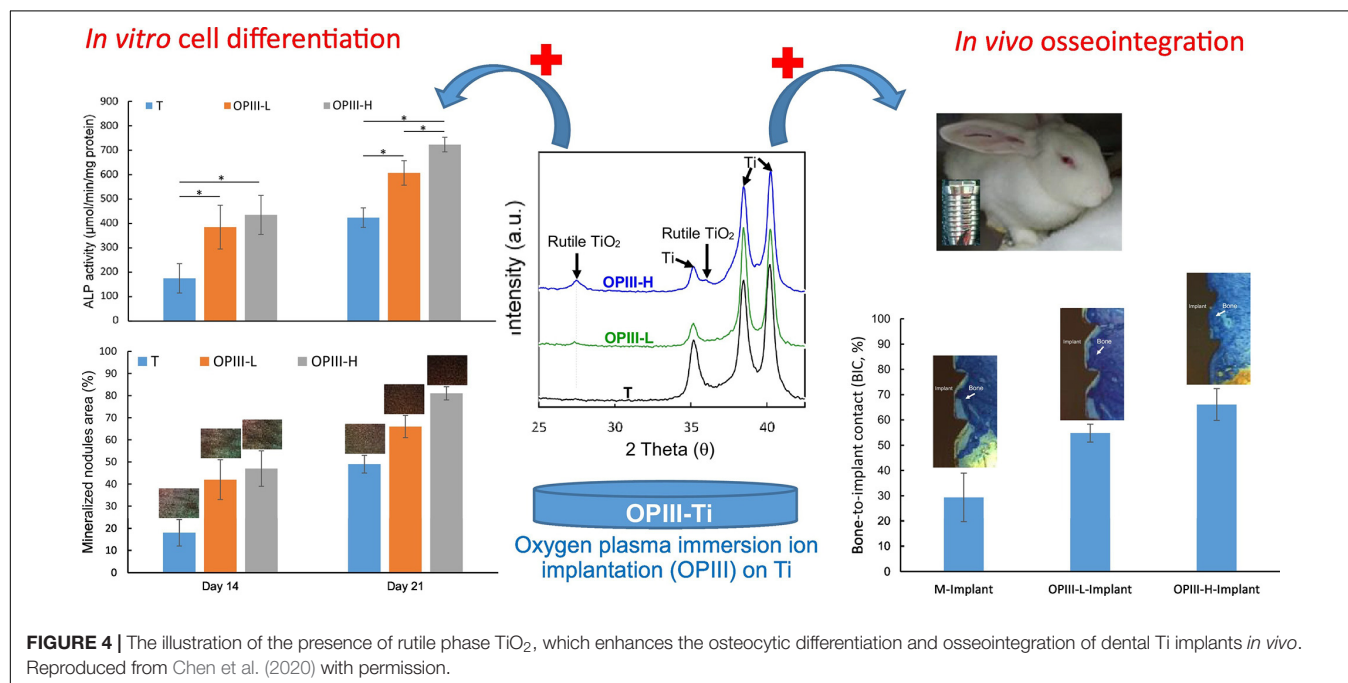 In vitro cell differentiation
In vivo osseointegration
T OPIII-L OPIII-H
ALP activity (μmol/min/mg protein)
900
800
700
600
500
400
300
200
100
0
* * * * *
T OPIII-L OPIII-H
Mineralized nodules area (%)
100
90
80
70
60
50
40
30
20
10
0
Day 14 Day 21
Intensity (a.u.)
Ti
Rutile TiO₂
Rutile TiO₂
Ti
OPIII-H
OPIII-L
T
25 30 35 40
2 Theta (θ)
OPIII-Ti
Oxygen plasma immersion ion
implantation (OPIII) on Ti
Bone-to-implant contact (BIC, %)
100
90
80
70
60
50
40
30
20
10
0
Implant Bone
Implant Bone
Implant Bone
M-Implant OPIII-L-Implant OPIII-H-Implant
FIGURE 4 | The illustration of the presence of rutile phase TiO₂, which enhances the osteocytic differentiation and osseointegration of dental Ti implants in vivo.
Reproduced from Chen et al. (2020) with permission.